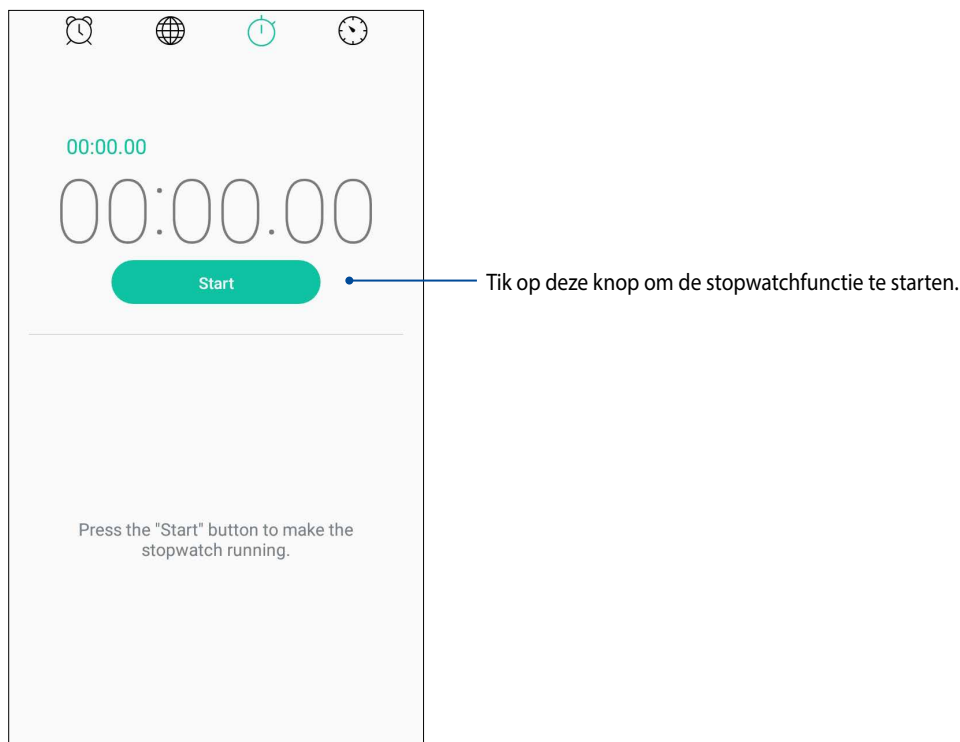 00:00.00
00:00.00
Start
Tik op deze knop om de stopwatchfunctie te starten.
Press the "Start" button to make the
stopwatch running.